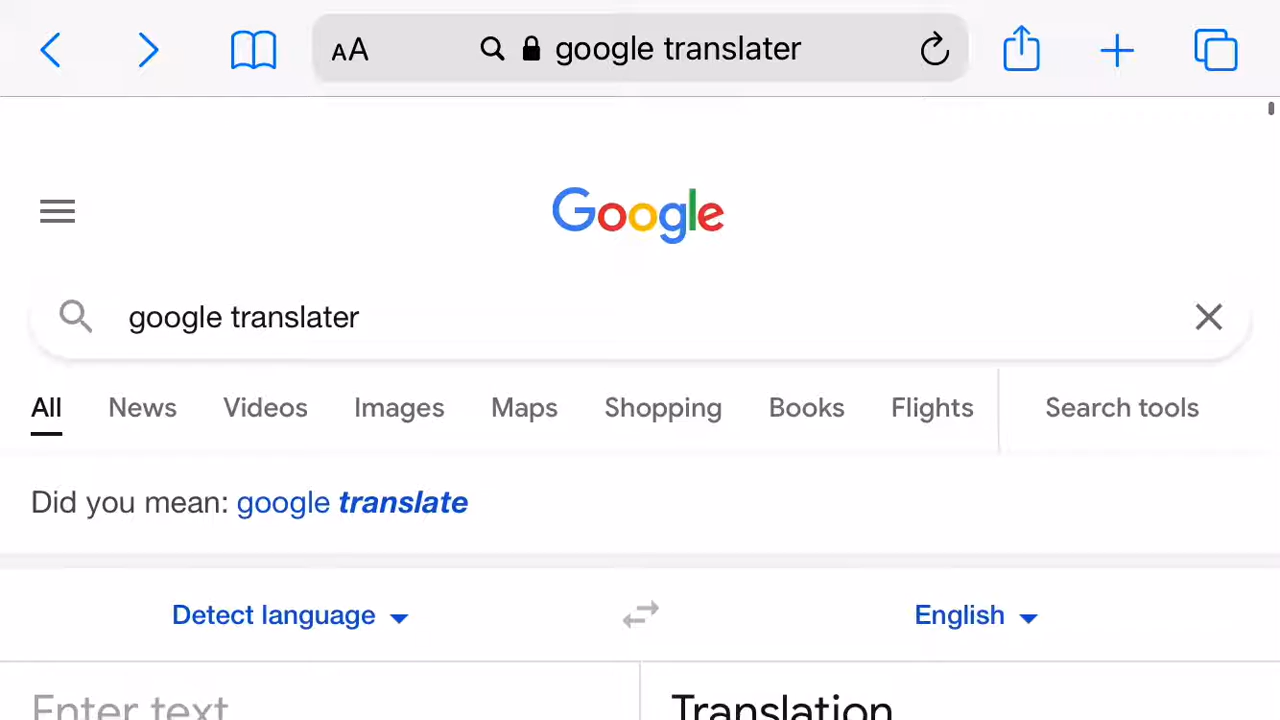 AA google translater
Google
google translater
All News Videos Images Maps Shopping Books Flights Search tools
Did you mean: google translate
Detect language English
Enter text Translation